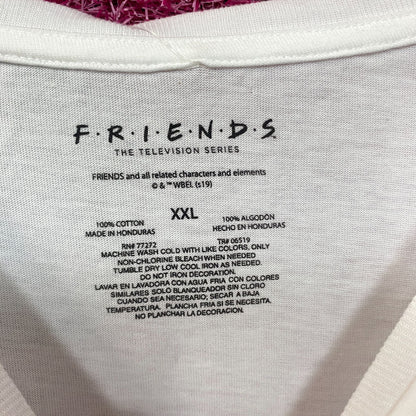 F·R·I·E·N·D·S
THE TELEVISION SERIES
FRIENDS and all related characters and elements
© & ™ WBEI. (s19)
XXL
100% COTTON 100% ALGODÓN
MADE IN HONDURAS HECHO EN HONDURAS
RN# 77272 TR# 06519
MACHINE WASH COLD WITH LIKE COLORS, ONLY
NON-CHLORINE BLEACH WHEN NEEDED
TUMBLE DRY LOW COOL IRON AS NEEDED.
DO NOT IRON DECORATION.
LAVAR EN LAVADORA CON AGUA FRIA CON COLORES
SIMILARES SOLO BLANQUEADOR SIN CLORO
CUANDO SEA NECESARIO; SECAR A BAJA
TEMPERATURA. PLANCHA FRIA SI SE NECESITA.
NO PLANCHAR LA DECORACION.